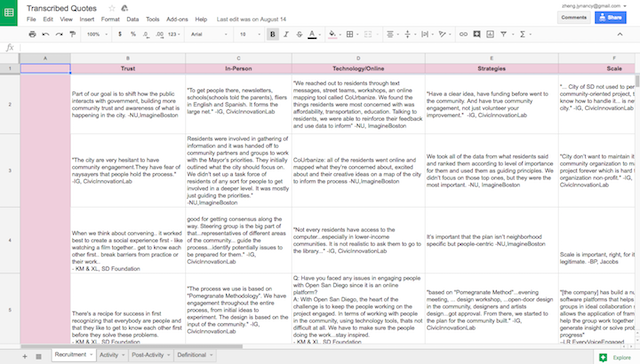 Transcribed Quotes
zheng.jynancy@gmail.com
File Edit View Insert Format Data Tools Add-ons Help Last edit was on August 14
Comments
Share
100% $ % .0 .00 123 Arial 10 B I S A
fx
A B C D E F
1 Trust In-Person Technology/Online Strategies Scale
2
Part of our goal is to shift how the public
interacts with government, building more
community trust and awareness of what is
happening in the city. -NU,ImagineBoston
"To get people there, newsletters,
schools(schools told the parents), fliers
in English and Spanish. It forms the
large net." -IG, CivicInnovationLab
"We reached out to residents through text
messages, street teams, workshops, an online
mapping tool called CoUrbanize. We found the
things residents were most concerned with was
affordability, transportation, education. Talking to
residents, we were able to reinforce their feedback
and use data to inform" -NU, ImagineBoston
"Have a clear idea, have funding before went to
the community. And have true community
engagement, not just volunteer your
improvement." -IG, CivicInnovationLab
"... City of SD not used to per
community-oriented project, t
know how to handle it... is ne
city." -IG, CivicInnovationLab
3
"The city are very hesitant to have
community engagement.They have fear of
naysayers that people hold the process."
-IG, CivicInnovationLab
Residents were involved in gathering of
information and it was handed off to
community partners and groups to work
with the Mayor's priorities. They initially
outlined what the city should focus on.
We didn't set up a task force of
residents of any sort for people to get
involved in a deeper level. It was mostly
just guiding the priorities."
-NU,ImagineBoston
CoUrbanize: all of the residents went online and
mapped what they're concerned about, excited
about and their creative ideas on a map of the city
to inform the process -NU,ImagineBoston
We took all of the data from what residents said
and ranked them according to level of importance
for them and used them as guiding principles. We
didn't focus on those not ones, but they were the
most important. -NU, ImagineBoston
"City don't want to maintain it
community organization to m
project forever which is hard
organization non-profit." -IG,
CivicInnovationLab
4
When we think about convening.. it worked
best to create a social experience first - like
watching a film together.. get to know each
other first.. break barriers from practice or
their work..
- KM & XL, SD Foundation
good for getting consensus along the
way. Steering group is the big part of
that...representatives of different areas
of the community... guide the
process...identify potential issues to
be prepared for them." -IG,
CivicInnovationLab
"Not every residents have access to the
computer...especially in lower-income
communities. It is not realistic to ask them to go to
the library..." -IG, CivicInnovationLab
It's important that the plan isn't neighborhood
specific but people-centric -NU,ImagineBoston
Scale is important, right, for it
legitimate. -BP, Jacobs
5
There's a recipe for success in first
recognizing that everybody are people and
that they like to get to know each other first
before they solve these problems.
- KM & XL, SD Foundation
"The process we use is based on
"Pomegranate Methodology". We have
engagement throughout the entire
process, from initial ideas to
experiment. The design is based on the
input of the community." -IG,
CivicInnovationLab
Q: Have you faced any issues in engaging people
with Open San Diego since it is an online
platform?
A: With Open San Diego, the heart of the
challenge is to keep the people working on the
project engaged. In terms of working with people
in the community, using technology tools, thats not
difficult at all. We have to make sure the people
doing the work...stay inspired.
"based on "Pomegranate Method" ...evening
meeting, ... design workshop, ...open-door design
in the community, designers and artists
design ..got approval. From there, we started to
the plan for the community built." -IG,
CivicInnovationLab
"[the company] has build a nu
software platforms that help
groups in ideal collaboration
allows the application of fram
help the group work together
generate insight or solve prob
progress"
-LR EveryVoiceEngaged
Recruitment Activity Post-Activity Definitional
Explore